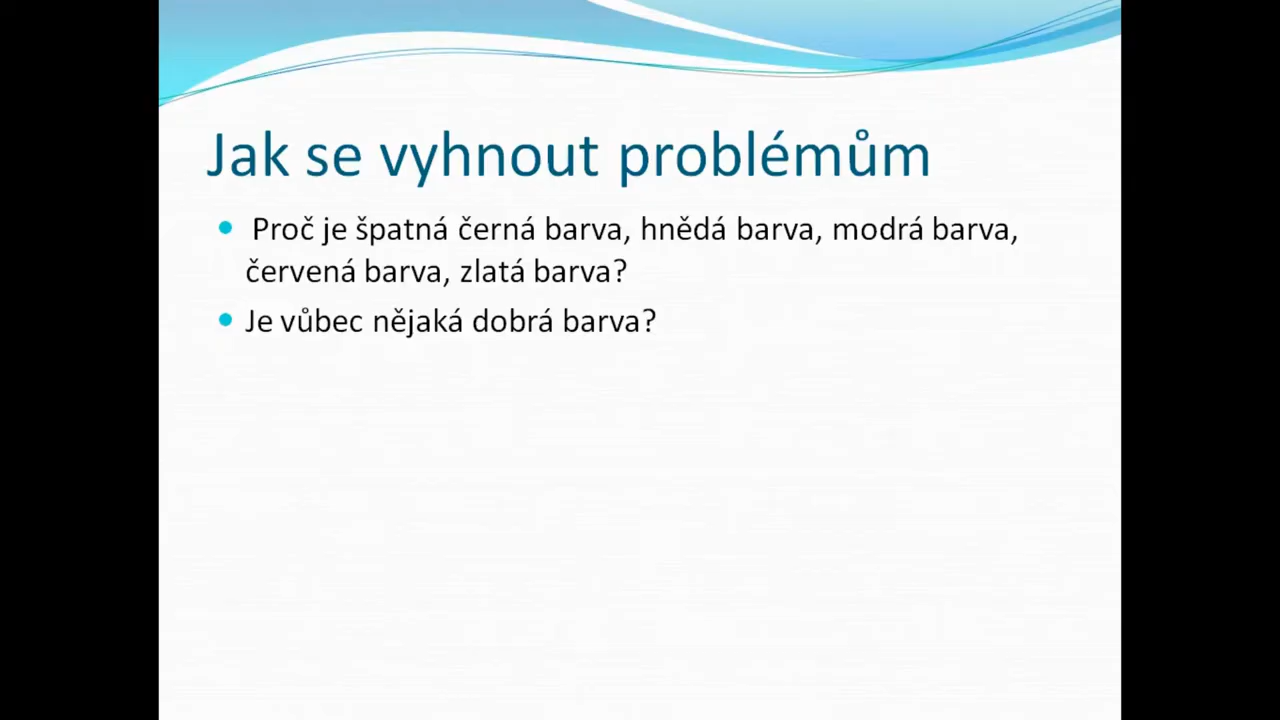 Jak se vyhnout problémům
Proč je špatná černá barva, hnědá barva, modrá barva,
červená barva, zlatá barva?
Je vůbec nějaká dobrá barva?